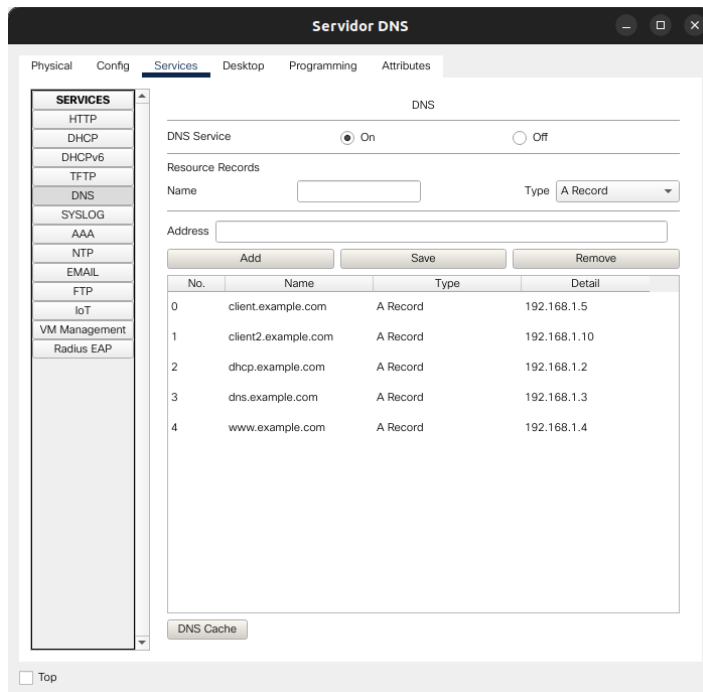 Servidor DNS
Physical Config Services Desktop Programming Attributes
SERVICES
HTTP
DHCP
DHCPv6
TFTP
DNS
SYSLOG
AAA
NTP
EMAIL
FTP
IoT
VM Management
Radius EAP
DNS
DNS Service On Off
Resource Records
Name Type A Record
Address
Add Save Remove
No. Name Type Detail
0 client.example.com A Record 192.168.1.5
1 client2.example.com A Record 192.168.1.10
2 dhcp.example.com A Record 192.168.1.2
3 dns.example.com A Record 192.168.1.3
4 www.example.com A Record 192.168.1.4
DNS Cache
Top